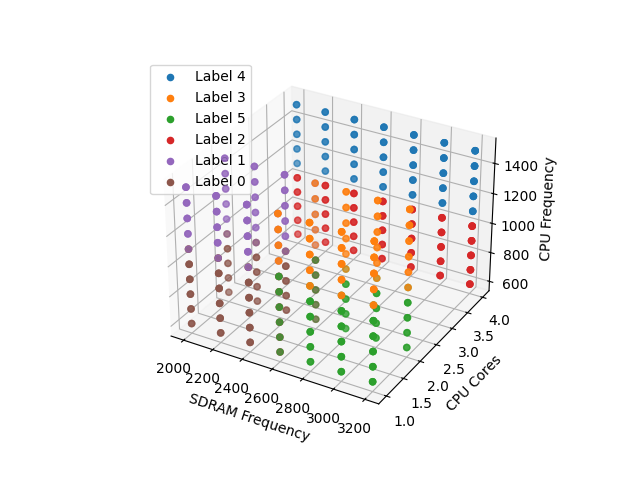 Label 4
Label 3
Label 5
Label 2
Label 1
Label 0
1400
1200
1000
800
600
CPU Frequency
4.0
3.5
3.0
2.5
2.0
1.5
1.0
CPU Cores
2000
2200
2400
2600
2800
3000
3200
SDRAM Frequency